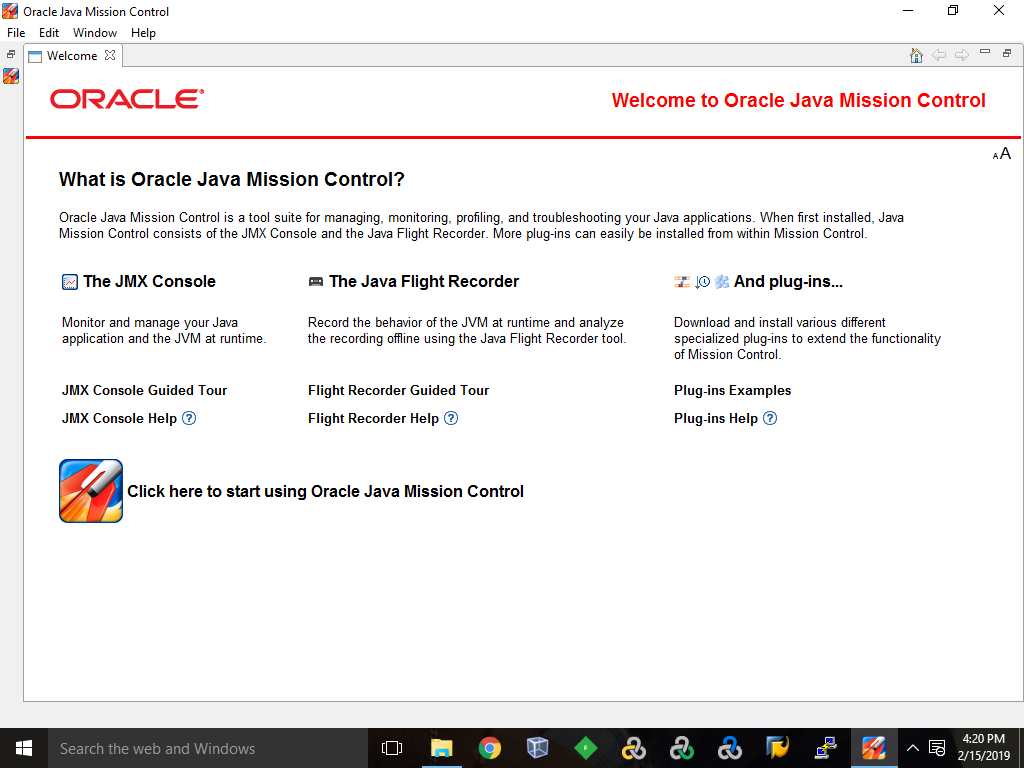 Oracle Java Mission Control
File Edit Window Help
Welcome
ORACLE®
Welcome to Oracle Java Mission Control
AA
What is Oracle Java Mission Control?
Oracle Java Mission Control is a tool suite for managing, monitoring, profiling, and troubleshooting your Java applications. When first installed, Java
Mission Control consists of the JMX Console and the Java Flight Recorder. More plug-ins can easily be installed from within Mission Control.
The JMX Console
Monitor and manage your Java
application and the JVM at runtime.
JMX Console Guided Tour
JMX Console Help ?
The Java Flight Recorder
Record the behavior of the JVM at runtime and analyze
the recording offline using the Java Flight Recorder tool.
Flight Recorder Guided Tour
Flight Recorder Help ?
And plug-ins...
Download and install various different
specialized plug-ins to extend the functionality
of Mission Control.
Plug-ins Examples
Plug-ins Help ?
Click here to start using Oracle Java Mission Control
Search the web and Windows
F
4:20 PM
2/15/2019